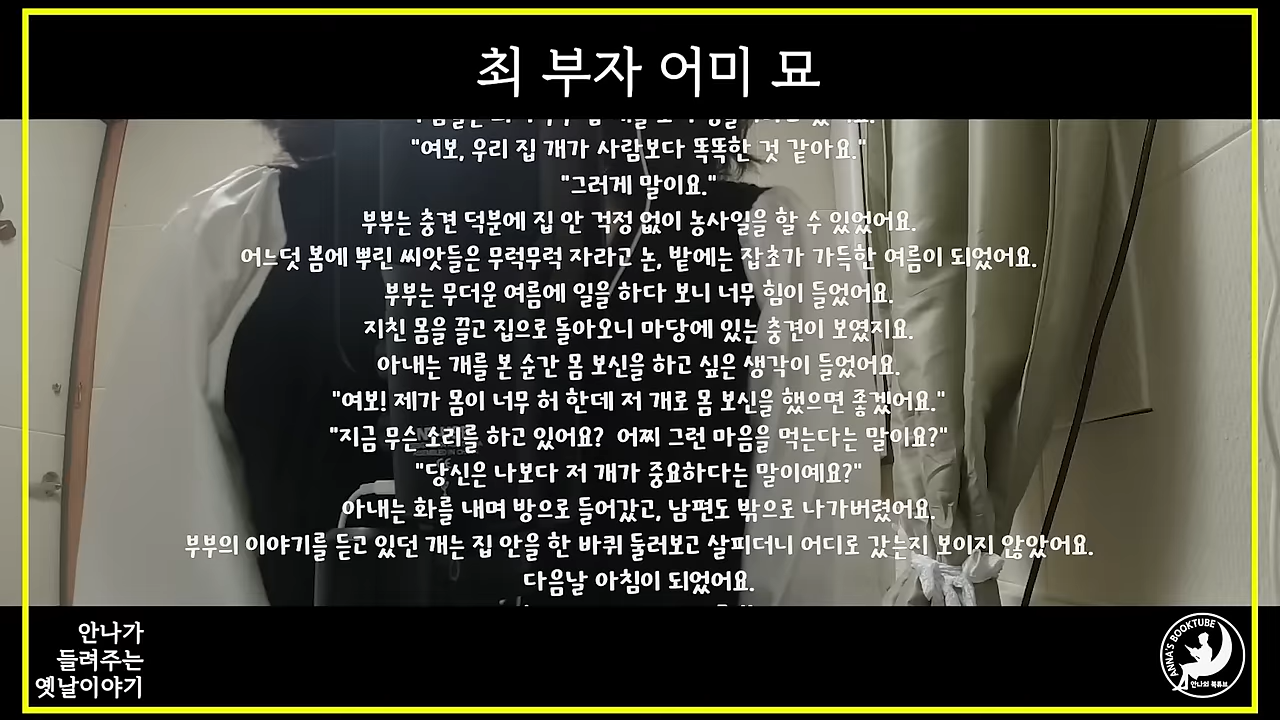 최 부자 어미 묘
"여보, 우리 집 개가 사람보다 똑똑한 것 같아요."
"그러게 말이요."
부부는 충견 덕분에 집 안 걱정 없이 농사일을 할 수 있었어요.
어느덧 봄에 뿌린 씨앗들은 무럭무럭 자라고 논, 밭에는 잡초가 가득한 여름이 되었어요.
부부는 무더운 여름에 일을 하다 보니 너무 힘이 들었어요.
지친 몸을 끌고 집으로 돌아오니 마당에 있는 충견이 보였지요.
아내는 개를 본 순간 몸 보신을 하고 싶은 생각이 들었어요.
"여보! 제가 몸이 너무 허 한데 저 개로 몸 보신을 했으면 좋겠어요."
"지금 무슨 소리를 하고 있어요? 어찌 그런 마음을 먹는다는 말이요?"
"당신은 나보다 저 개가 중요하다는 말이예요?"
아내는 화를 내며 방으로 들어갔고, 남편도 밖으로 나가버렸어요.
부부의 이야기를 듣고 있던 개는 집 안을 한 바퀴 둘러보고 살피더니 어디로 갔는지 보이지 않았어요.
다음날 아침이 되었어요.
안나가
들려주는
옛날이야기
ANNA'S BOOKTUBE
안나의 북튜브